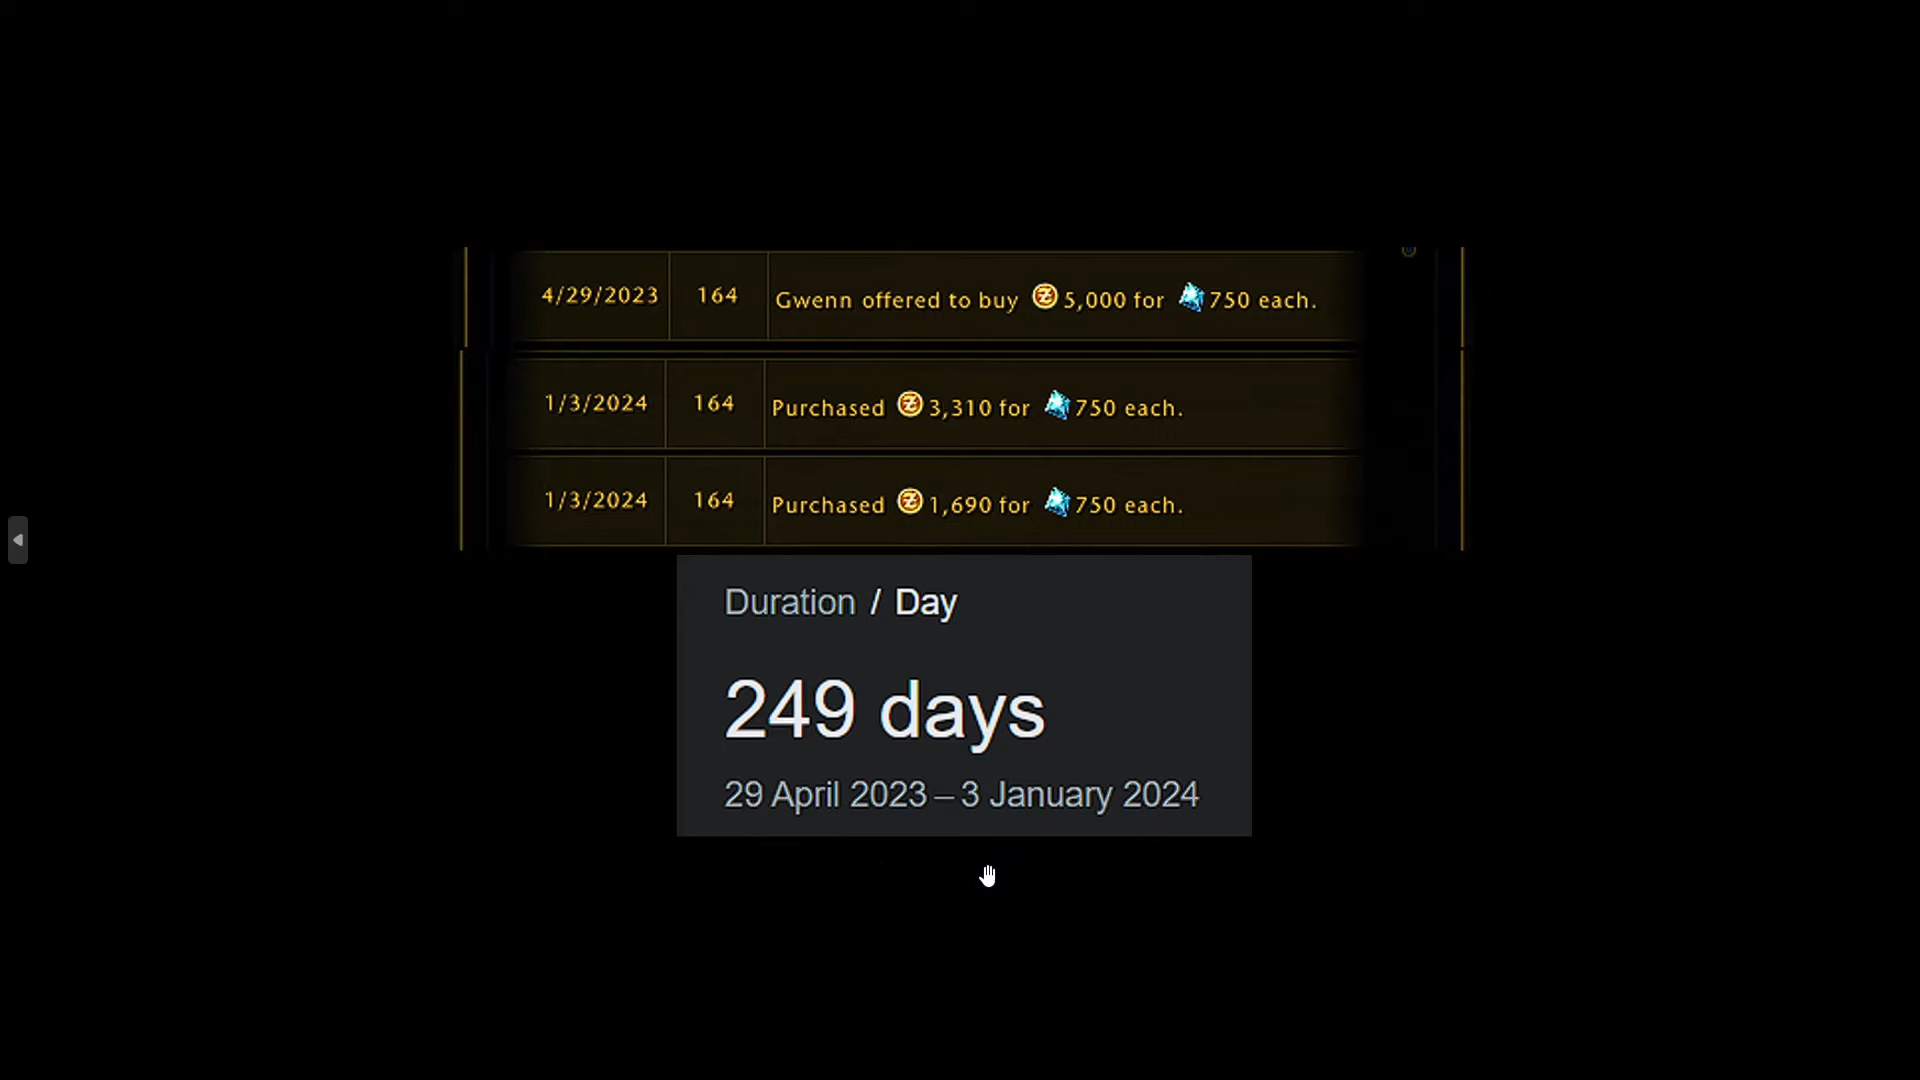 4/29/2023 164 Gwenn offered to buy 5,000 for 750 each.
1/3/2024 164 Purchased 3,310 for 750 each.
1/3/2024 164 Purchased 1,690 for 750 each.
Duration / Day
249 days
29 April 2023 – 3 January 2024